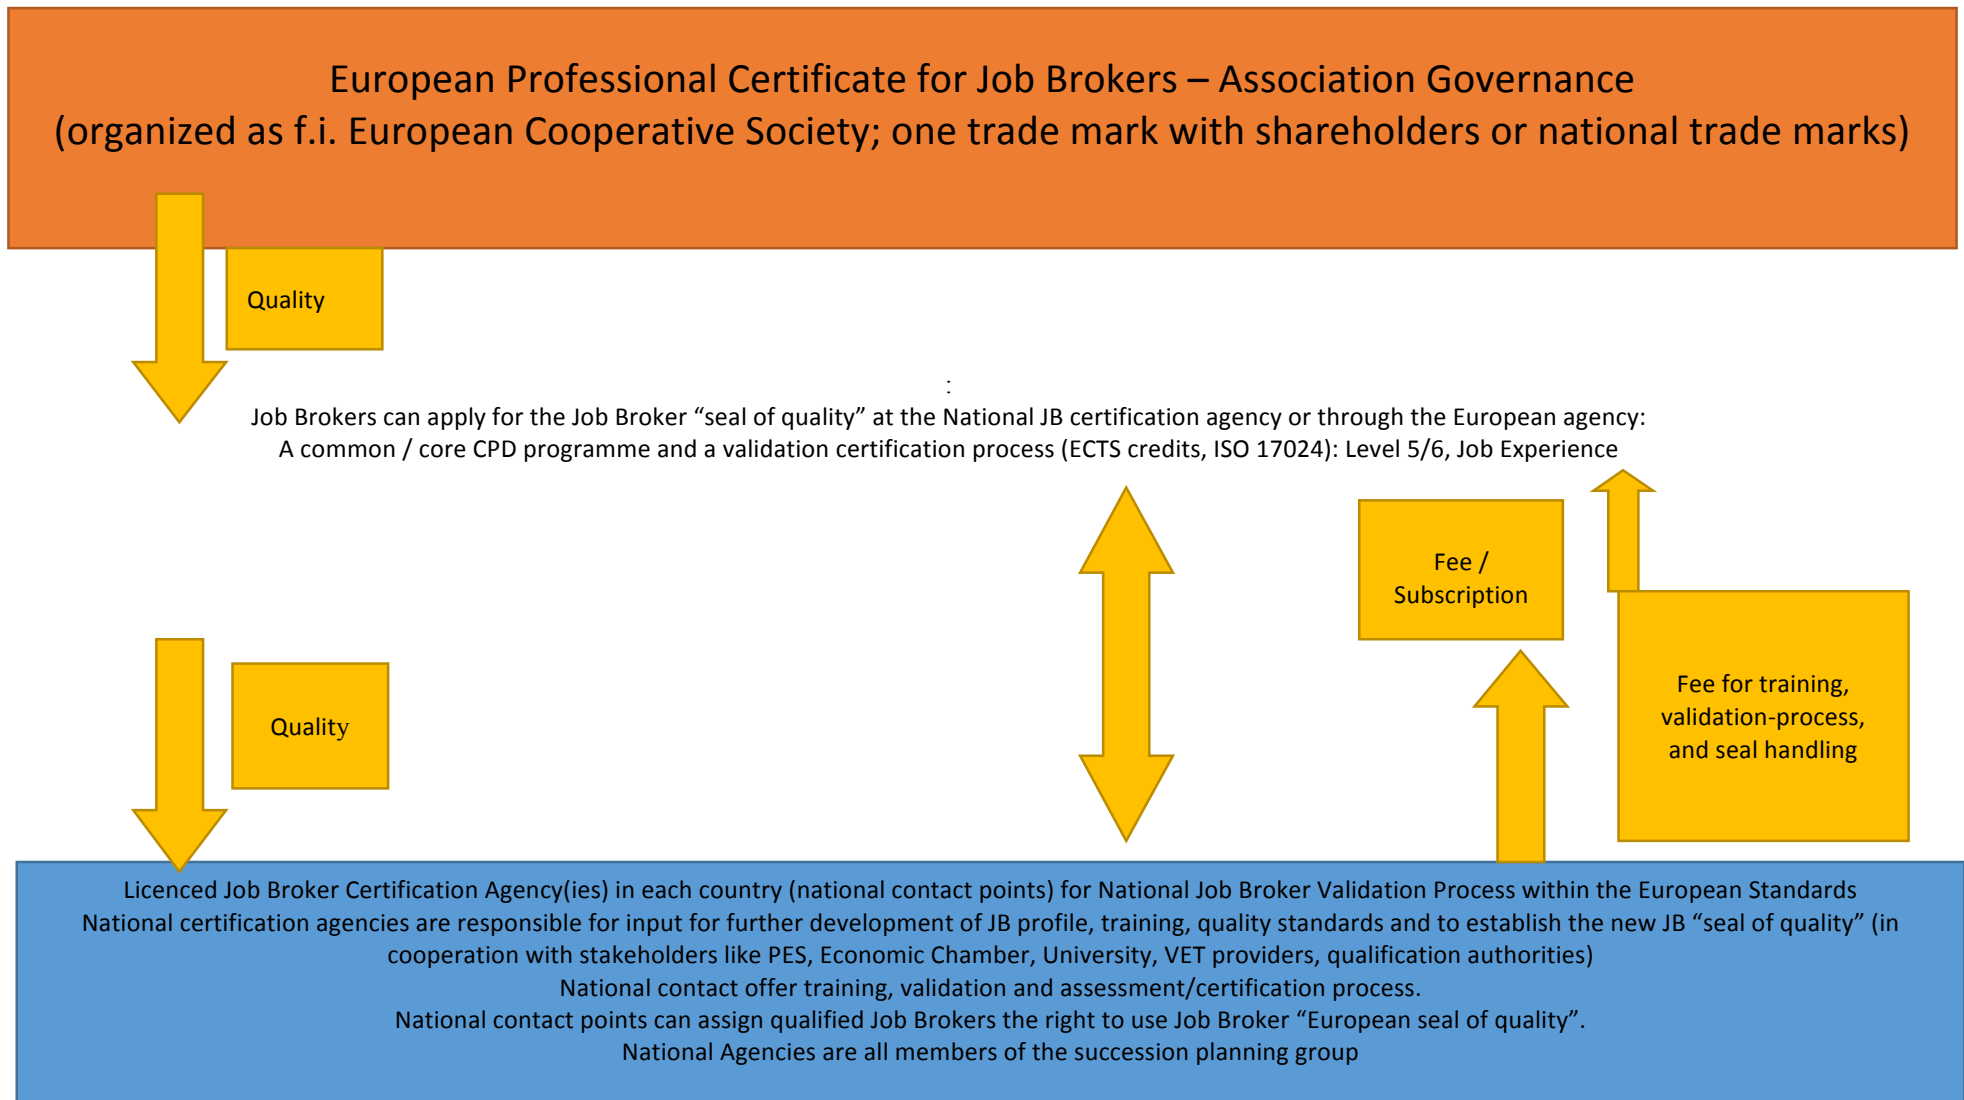 European Professional Certificate for Job Brokers – Association Governance
(organized as f.i. European Cooperative Society; one trade mark with shareholders or national trade marks)
Quality
:
Job Brokers can apply for the Job Broker “seal of quality” at the National JB certification agency or through the European agency:
A common / core CPD programme and a validation certification process (ECTS credits, ISO 17024): Level 5/6, Job Experience
Fee /
Subscription
Quality
Fee for training,
validation-process,
and seal handling
Licenced Job Broker Certification Agency(ies) in each country (national contact points) for National Job Broker Validation Process within the European Standards
National certification agencies are responsible for input for further development of JB profile, training, quality standards and to establish the new JB “seal of quality” (in
cooperation with stakeholders like PES, Economic Chamber, University, VET providers, qualification authorities)
National contact offer training, validation and assessment/certification process.
National contact points can assign qualified Job Brokers the right to use Job Broker “European seal of quality”.
National Agencies are all members of the succession planning group